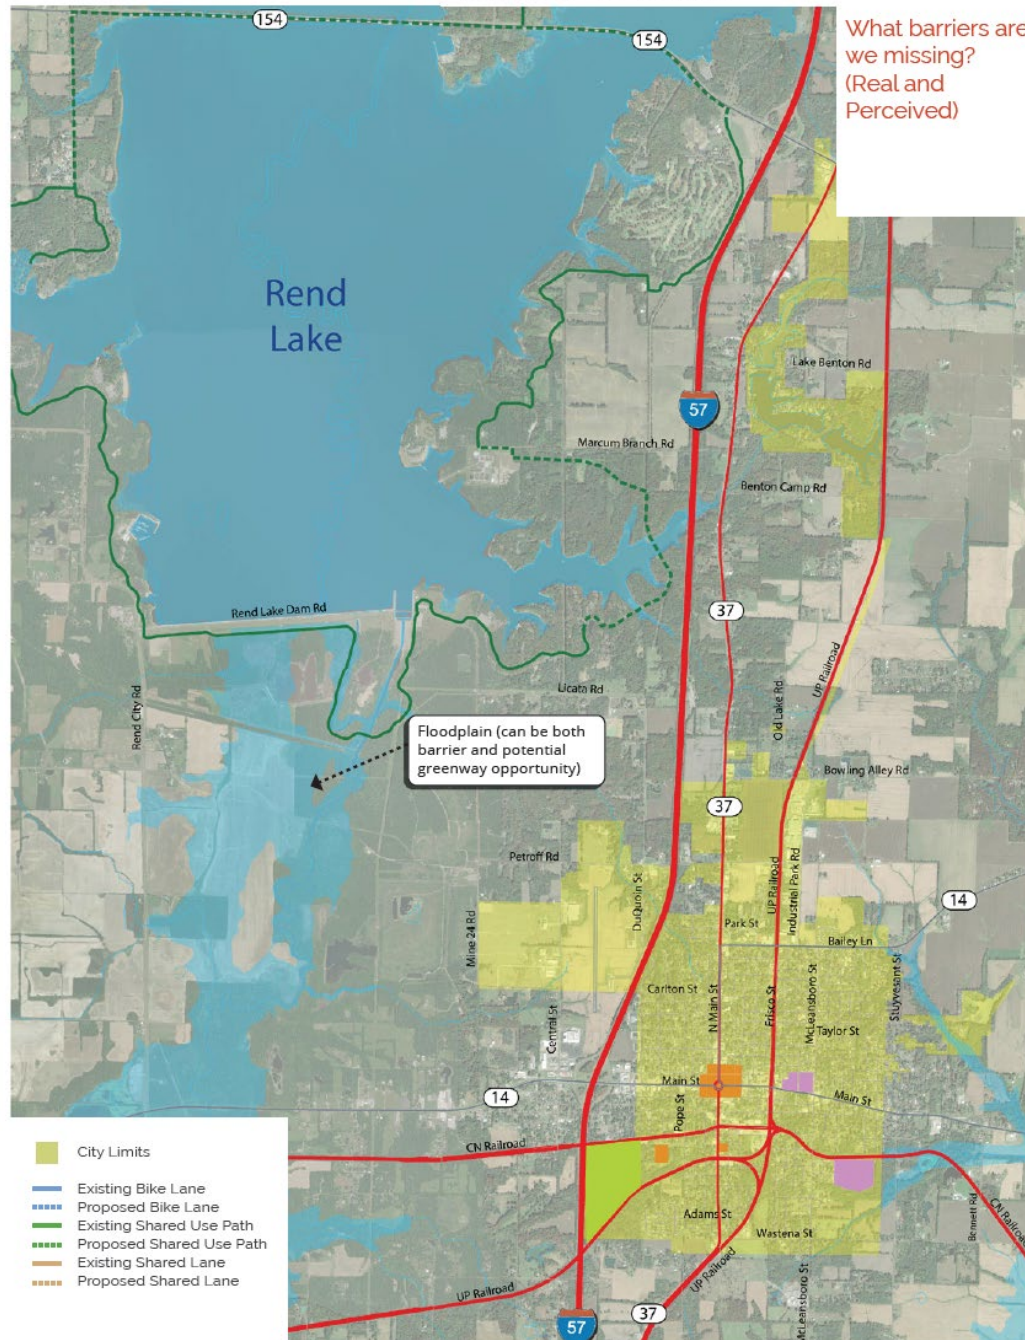 154
154
What barriers are
we missing?
(Real and
Perceived)
Rend
Lake
Lake Benton Rd
57
Marcum Branch Rd
Benton Camp Rd
Rend Lake Dam Rd
37
UP Railroad
Licata Rd
Old Lake Rd
Rend City Rd
Floodplain (can be both
barrier and potential
greenway opportunity)
Bowling Alley Rd
37
Petroff Rd
DuQuoin St
UP Railroad
Industrial Park Rd
14
Mine 24 Rd
Park St
Bailey Ln
Stuyvesant St
Carlton St
N Main St
Frisco St
McLeansboro St
Taylor St
Central St
Main St
Main St
14
Pope St
CN Railroad
City Limits
Existing Bike Lane
Proposed Bike Lane
Existing Shared Use Path
Proposed Shared Use Path
Existing Shared Lane
Proposed Shared Lane
Adams St
Wastena St
Bennett Rd
CN Railroad
UP Railroad
UP Railroad
McLeansboro St
37
57